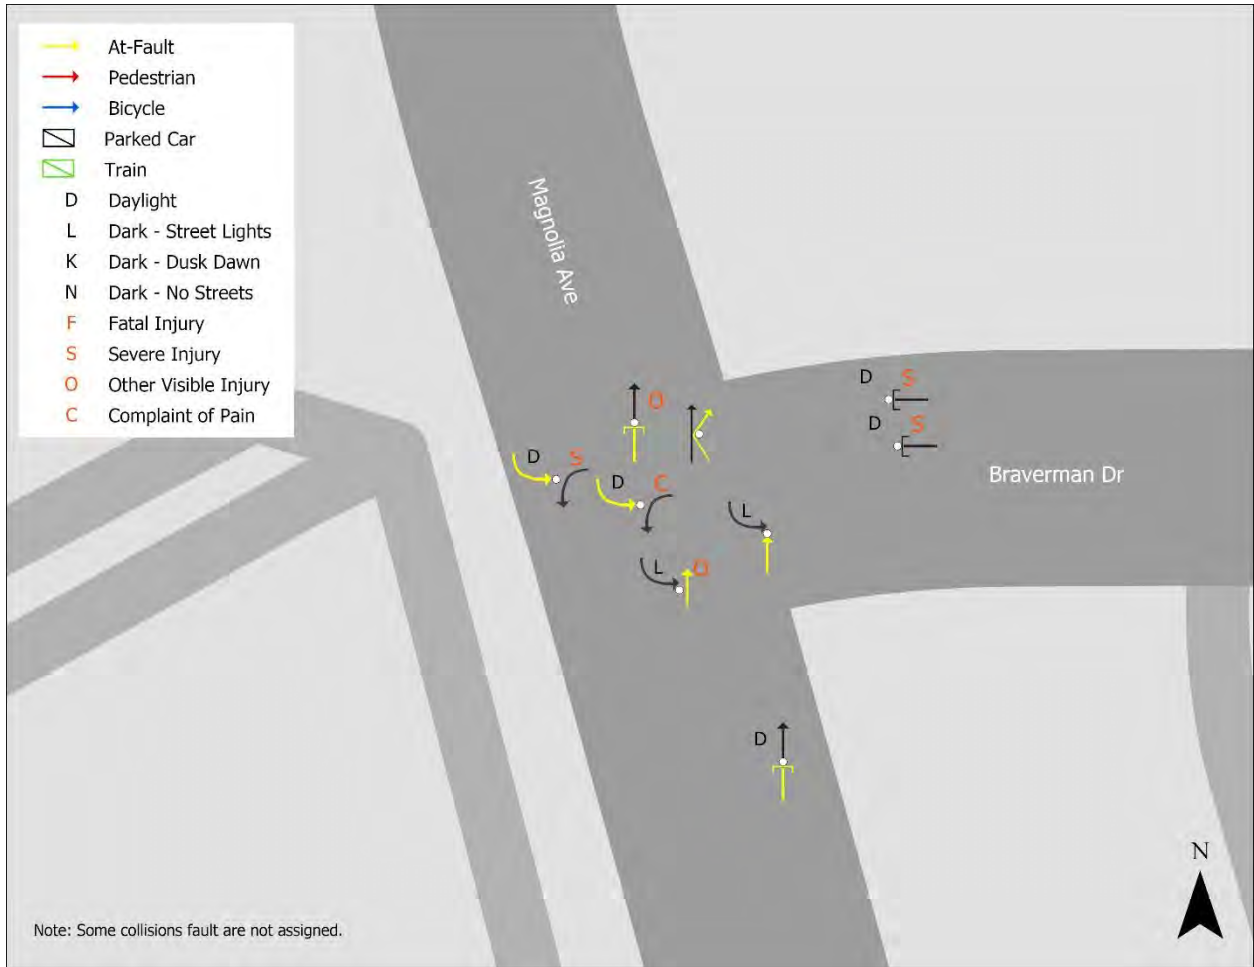 At-Fault
Pedestrian
Bicycle
Parked Car
Train
D Daylight
L Dark - Street Lights
K Dark - Dusk Dawn
N Dark - No Streets
F Fatal Injury
S Severe Injury
O Other Visible Injury
C Complaint of Pain
Magnolia Ave
D S
O
D S
D S
D C
Braverman Dr
L
L O
D
N
Note: Some collisions fault are not assigned.